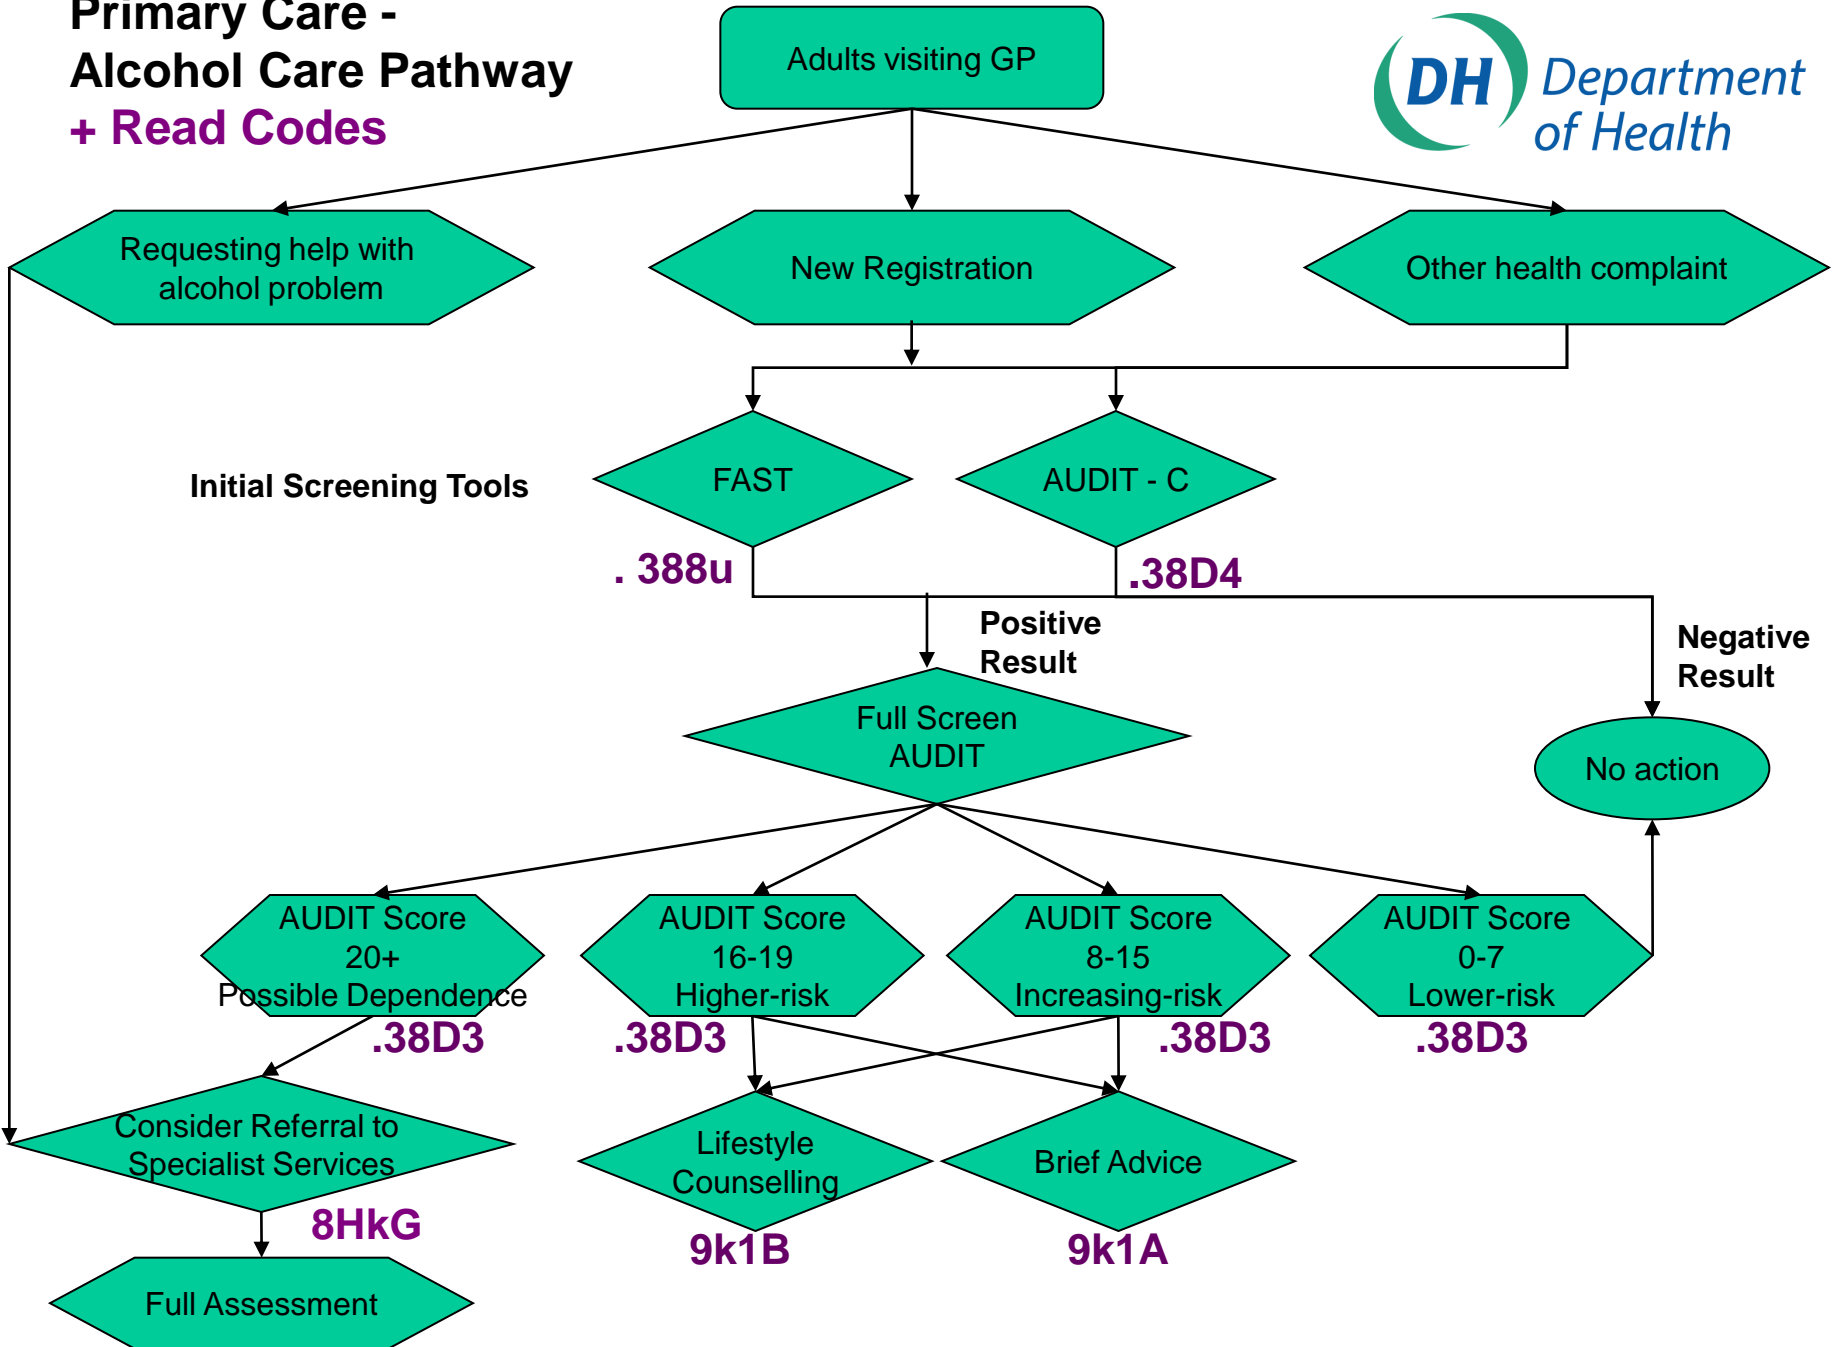 Primary Care -
Alcohol Care Pathway
+ Read Codes
Adults visiting GP
DH Department
of Health
Requesting help with
alcohol problem
New Registration
Other health complaint
Initial Screening Tools
FAST
AUDIT - C
. 388u
.38D4
Positive
Result
Negative
Result
Full Screen
AUDIT
No action
AUDIT Score
20+
Possible Dependence
AUDIT Score
16-19
Higher-risk
AUDIT Score
8-15
Increasing-risk
AUDIT Score
0-7
Lower-risk
.38D3
.38D3
.38D3
.38D3
Consider Referral to
Specialist Services
Lifestyle
Counselling
Brief Advice
8HkG
9k1B
9k1A
Full Assessment